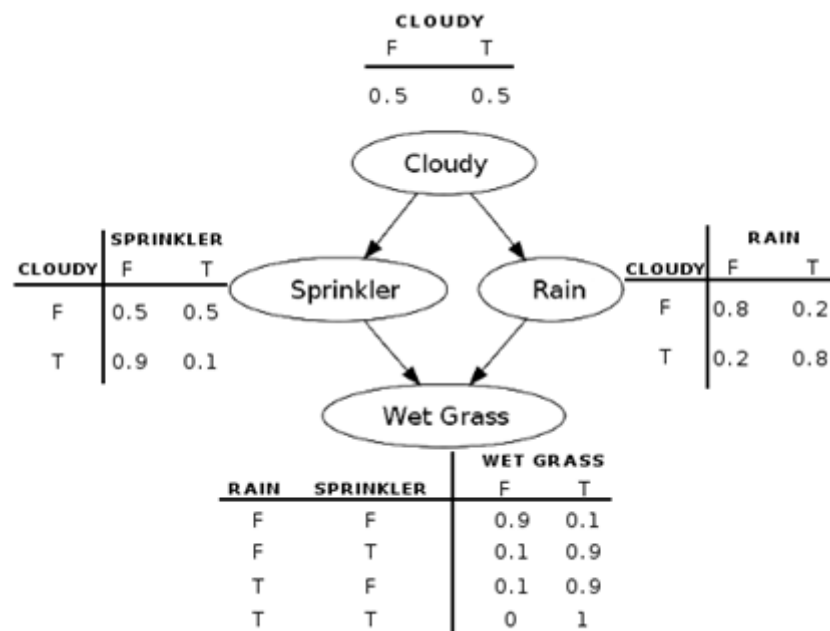 CLOUDY
F T
0.5 0.5
Cloudy
SPRINKLER
CLOUDY F T
F 0.5 0.5
T 0.9 0.1
Sprinkler
Rain
RAIN
CLOUDY F T
F 0.8 0.2
T 0.2 0.8
Wet Grass
WET GRASS
RAIN SPRINKLER F T
F F 0.9 0.1
F T 0.1 0.9
T F 0.1 0.9
T T 0 1